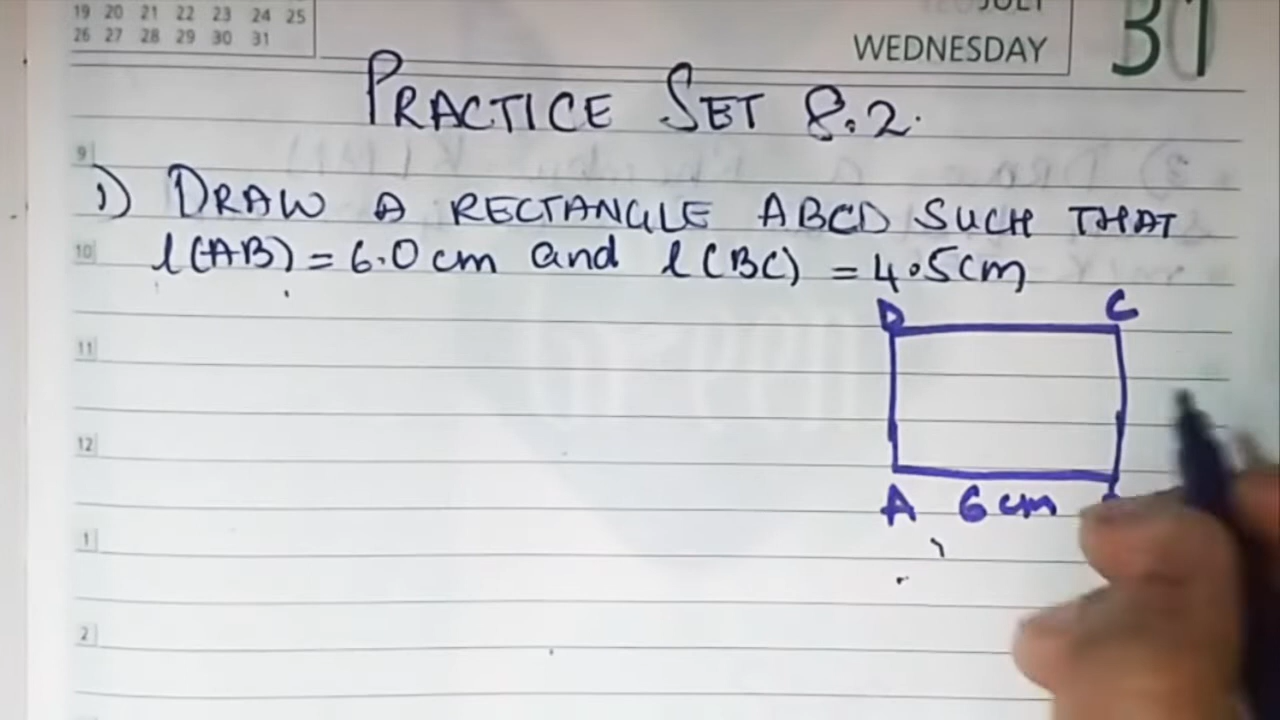 19 20 21 22 23 24 25
26 27 28 29 30 31
JULY
WEDNESDAY
31
PRACTICE SET 8.2.
9
1) DRAW A RECTANGLE ABCD SUCH THAT
10
l(AB) = 6.0 cm and l(BC) = 4.5cm
D C
11
12
A 6 cm
1
2